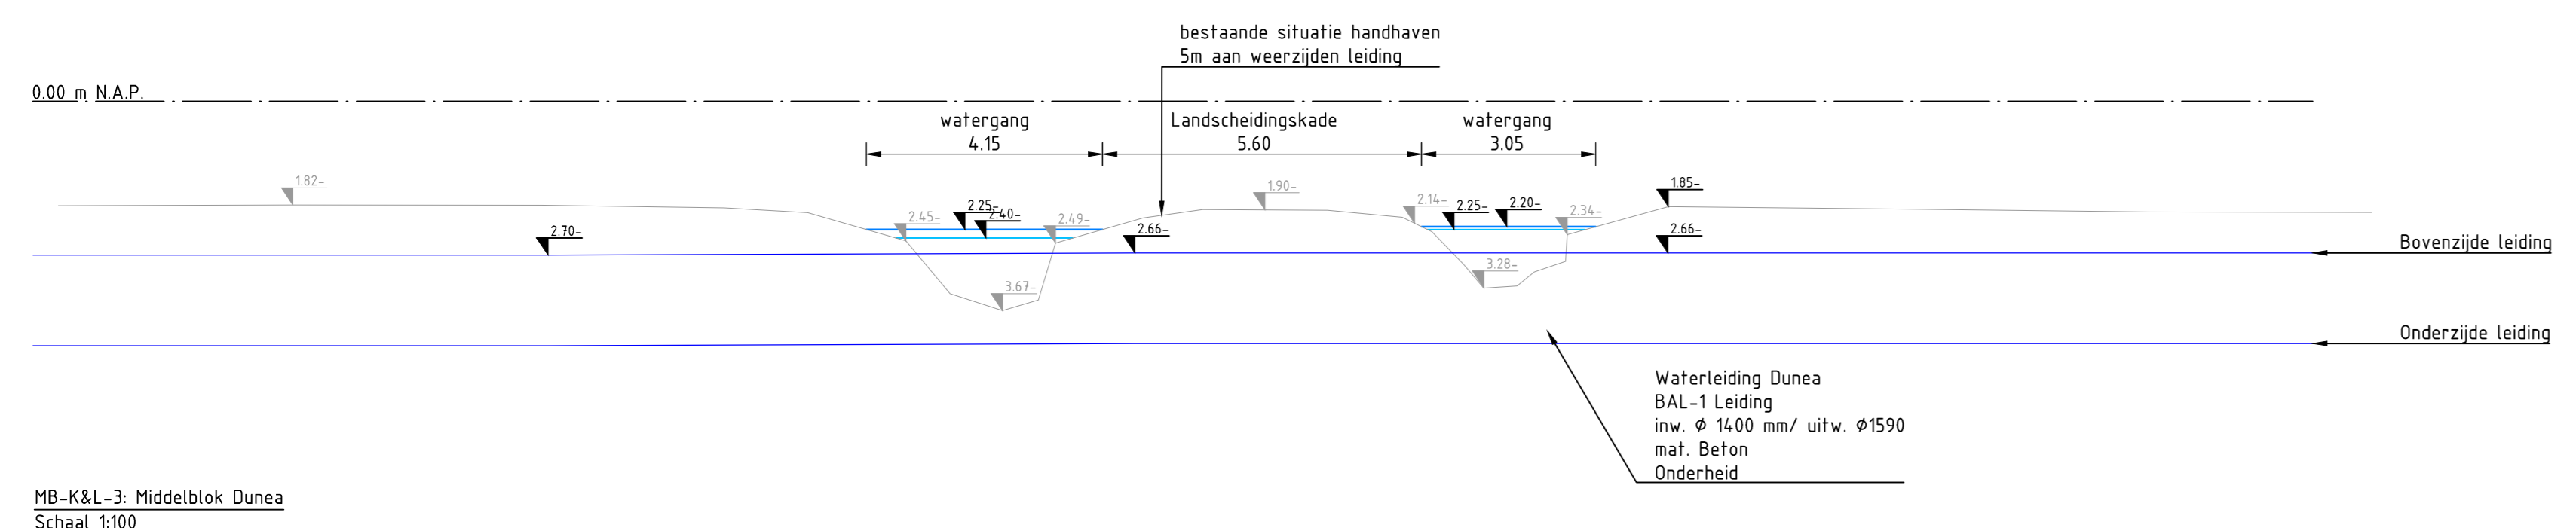 bestaande situatie handhaven
5m aan weerzijden leiding
0.00 m N.A.P.
watergang
4.15
Landscheidingskade
5.60
watergang
3.05
1.82-
2.45-
2.25-
2.40-
2.49-
1.90-
2.14-
2.25-
2.20-
2.34-
1.85-
2.70-
2.66-
2.66-
3.67-
3.28-
Bovenzijde leiding
Onderzijde leiding
Waterleiding Dunea
BAL-1 Leiding
inw. Ø 1400 mm/ uitw. Ø1590
mat. Beton
Onderheid
MB-K&L-3: Middelblok Dunea
Schaal 1:100